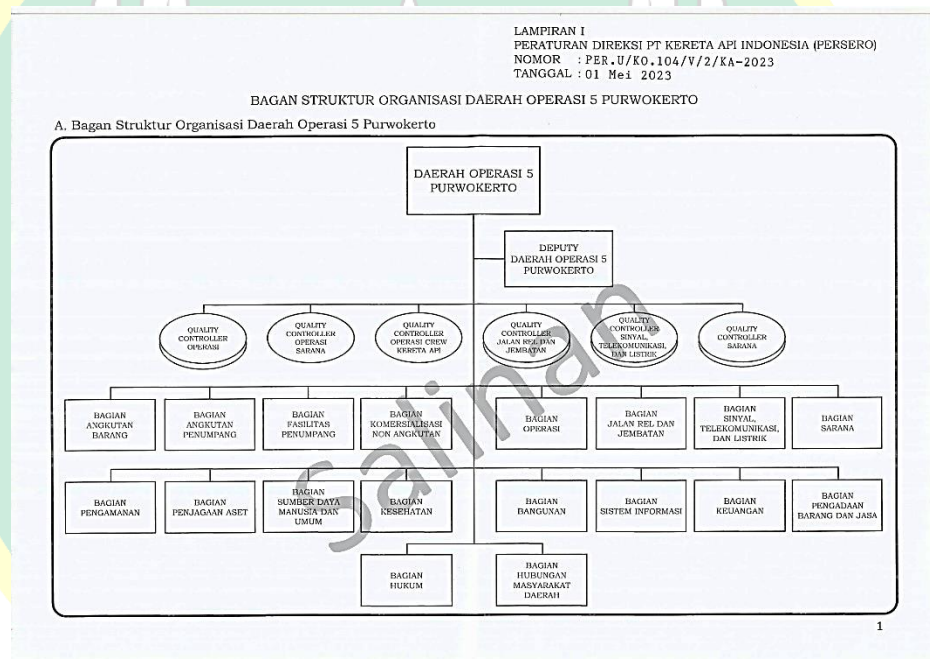 LAMPIRAN I
PERATURAN DIREKSI PT KERETA API INDONESIA (PERSERO)
NOMOR : PER.U/KO.104/V/2/KA-2023
TANGGAL : 01 Mei 2023
BAGAN STRUKTUR ORGANISASI DAERAH OPERASI 5 PURWOKERTO
A. Bagan Struktur Organisasi Daerah Operasi 5 Purwokerto
DAERAH OPERASI 5
PURWOKERTO
DEPUTY
DAERAH OPERASI 5
PURWOKERTO
QUALITY
CONTROLLER
OPERASI
QUALITY
CONTROLLER
OPERASI
SARANA
QUALITY
CONTROLLER
OPERASI CREW
KERETA API
QUALITY
CONTROLLER
JALAN REL DAN
JEMBATAN
QUALITY
CONTROLLER
SINYAL,
TELEKOMUNIKASI,
DAN LISTRIK
QUALITY
CONTROLLER
SARANA
BAGIAN
ANGKUTAN
BARANG
BAGIAN
ANGKUTAN
PENUMPANG
BAGIAN
FASILITAS
PENUMPANG
BAGIAN
KOMERSIALISASI
NON ANGKUTAN
BAGIAN
OPERASI
BAGIAN
JALAN REL DAN
JEMBATAN
BAGIAN
SINYAL,
TELEKOMUNIKASI,
DAN LISTRIK
BAGIAN
SARANA
BAGIAN
PENGAMANAN
BAGIAN
PENJAGAAN ASET
BAGIAN
SUMBER DAYA
MANUSIA DAN
UMUM
BAGIAN
KESEHATAN
BAGIAN
BANGUNAN
BAGIAN
SISTEM INFORMASI
BAGIAN
KEUANGAN
BAGIAN
PENGADAAN
BARANG DAN JASA
BAGIAN
HUKUM
BAGIAN
HUBUNGAN
MASYARAKAT
DAERAH
Salinan
1